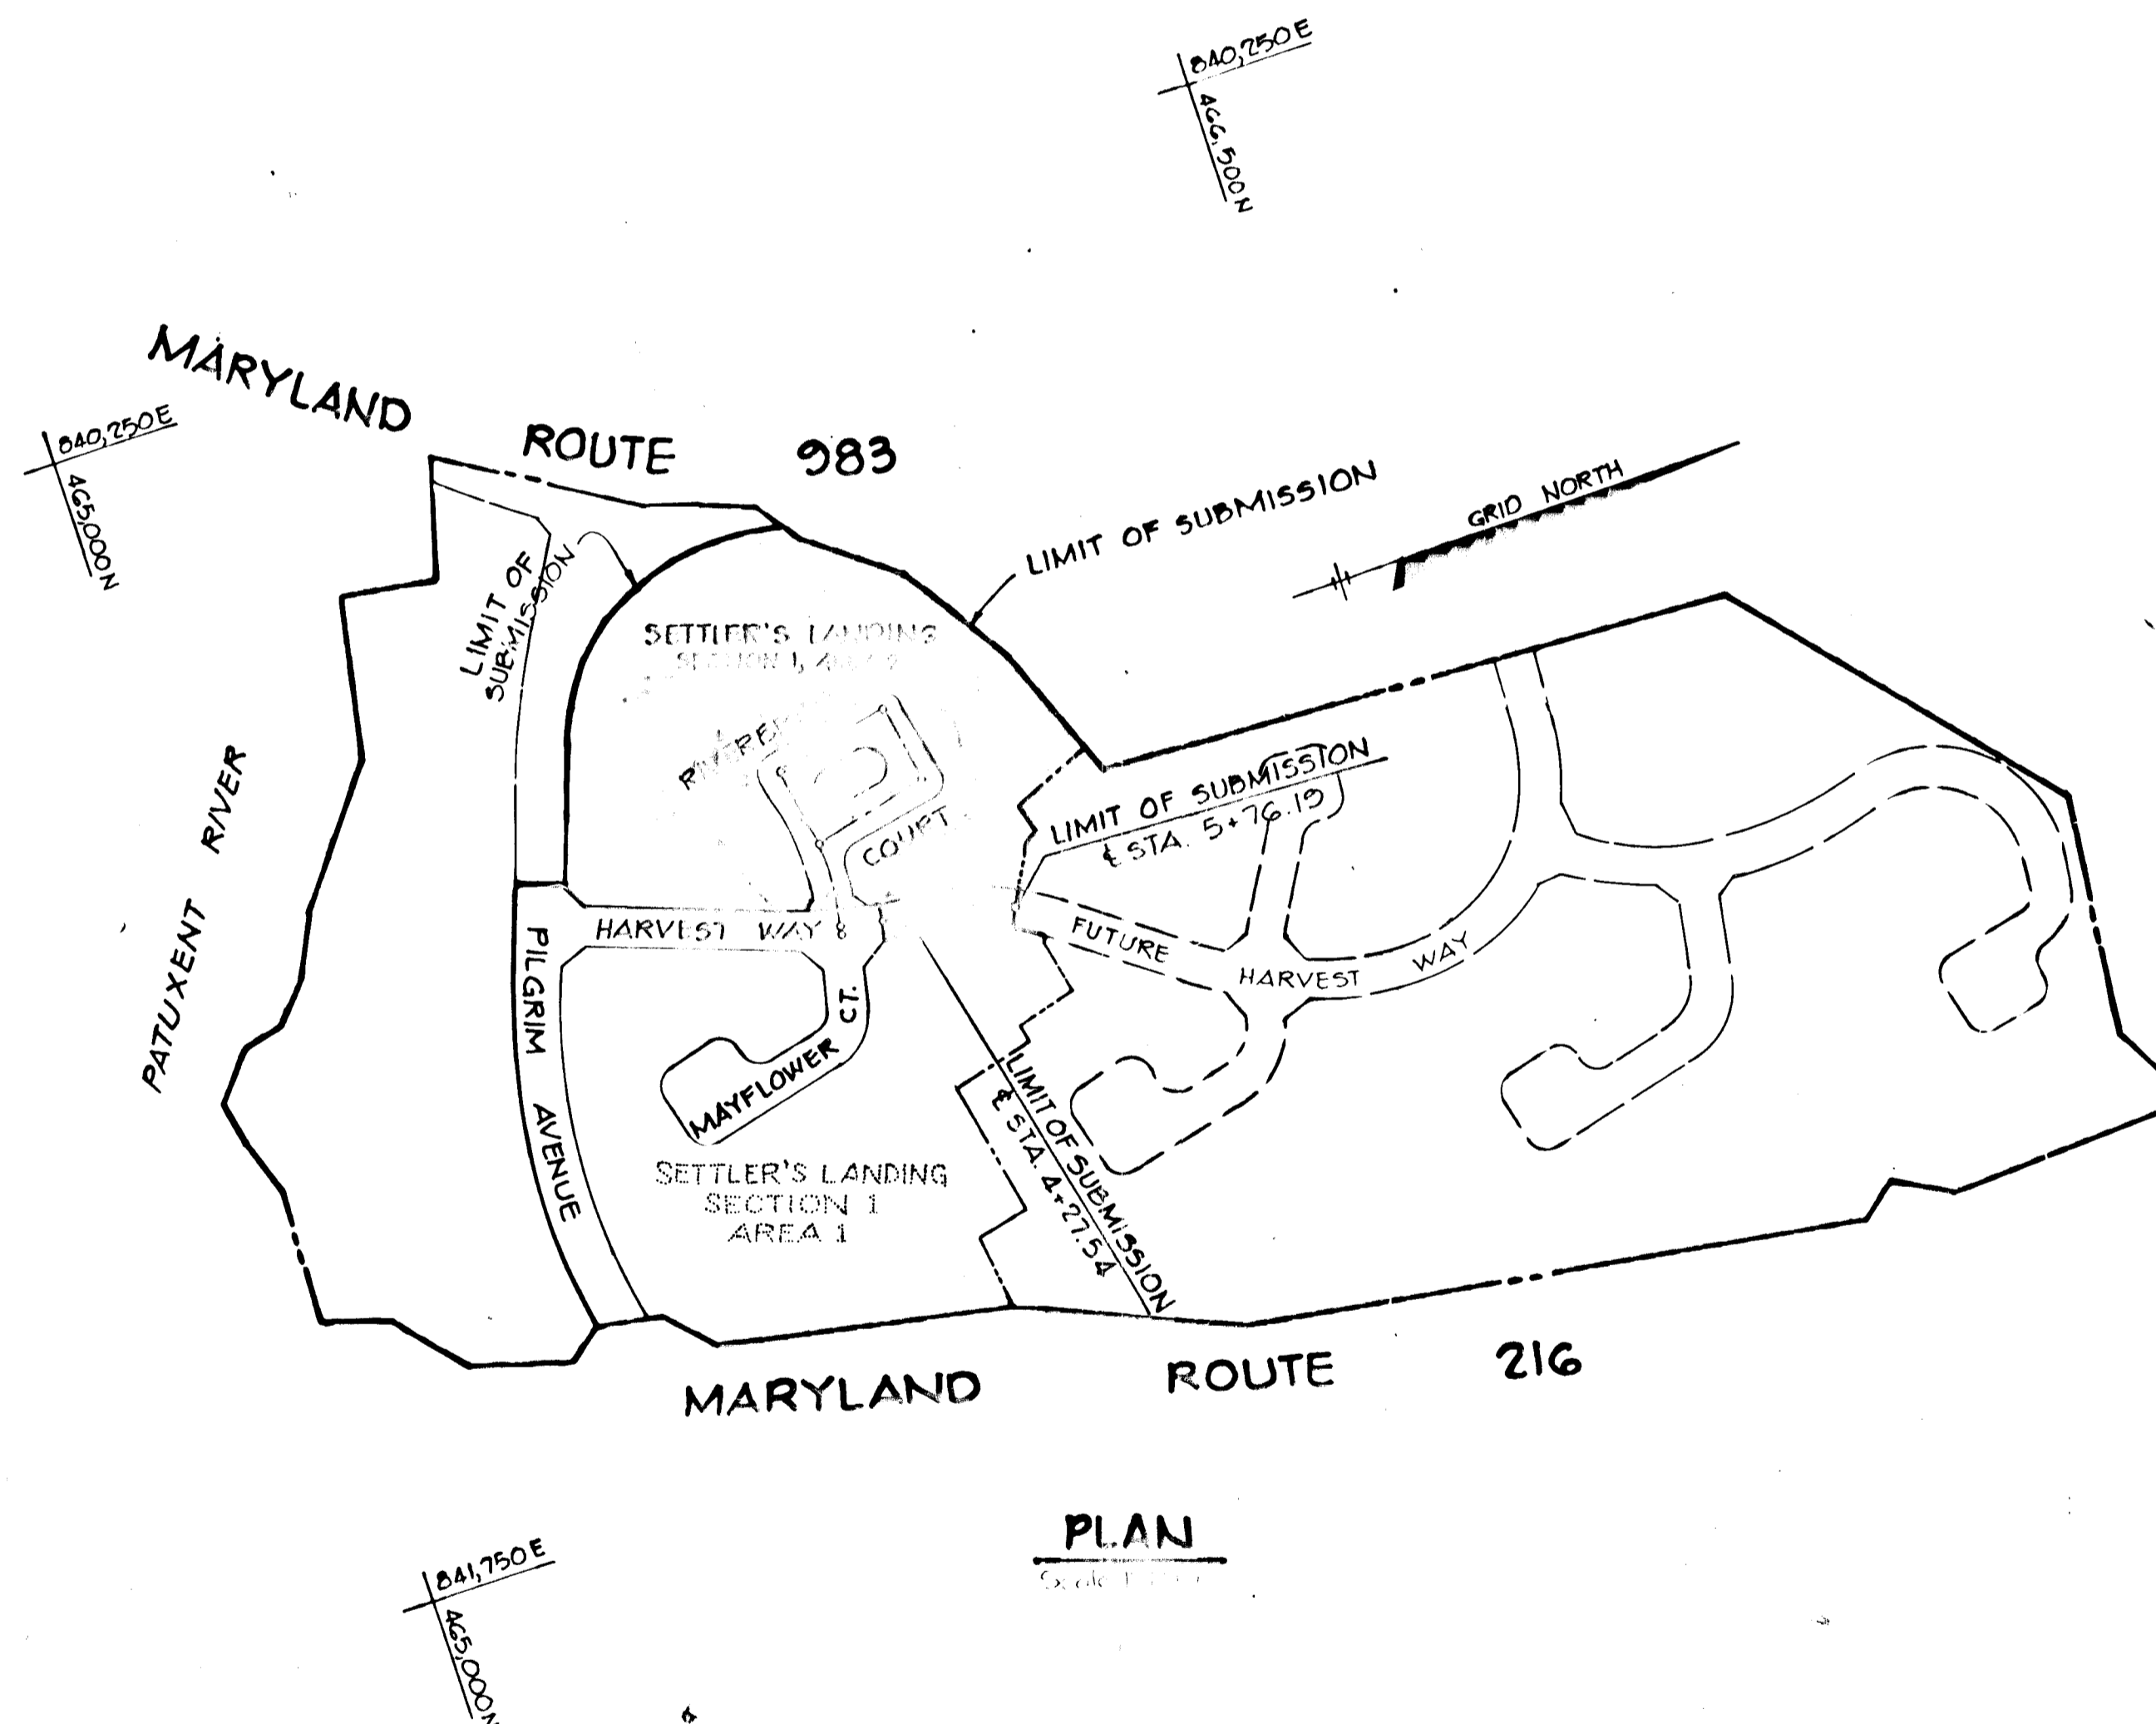 840,250E
466,500N
MARYLAND ROUTE 983
840,250E
465,000N
LIMIT OF SUBMISSION
GRID NORTH
LIMIT OF
SUBMISSION
SETTLER'S LANDING
SECTION 1,
LIMIT OF SUBMISSION
℄ STA. 5+76.19
COURT
PATUXENT RIVER
HARVEST WAY
FUTURE
HARVEST WAY
PILGRIM AVENUE
MAYFLOWER CT.
LIMIT OF SUBMISSION
℄ STA. 4+27.54
SETTLER'S LANDING
SECTION 1
AREA 1
MARYLAND ROUTE 216
PLAN
Scale
841,750E
465,000N